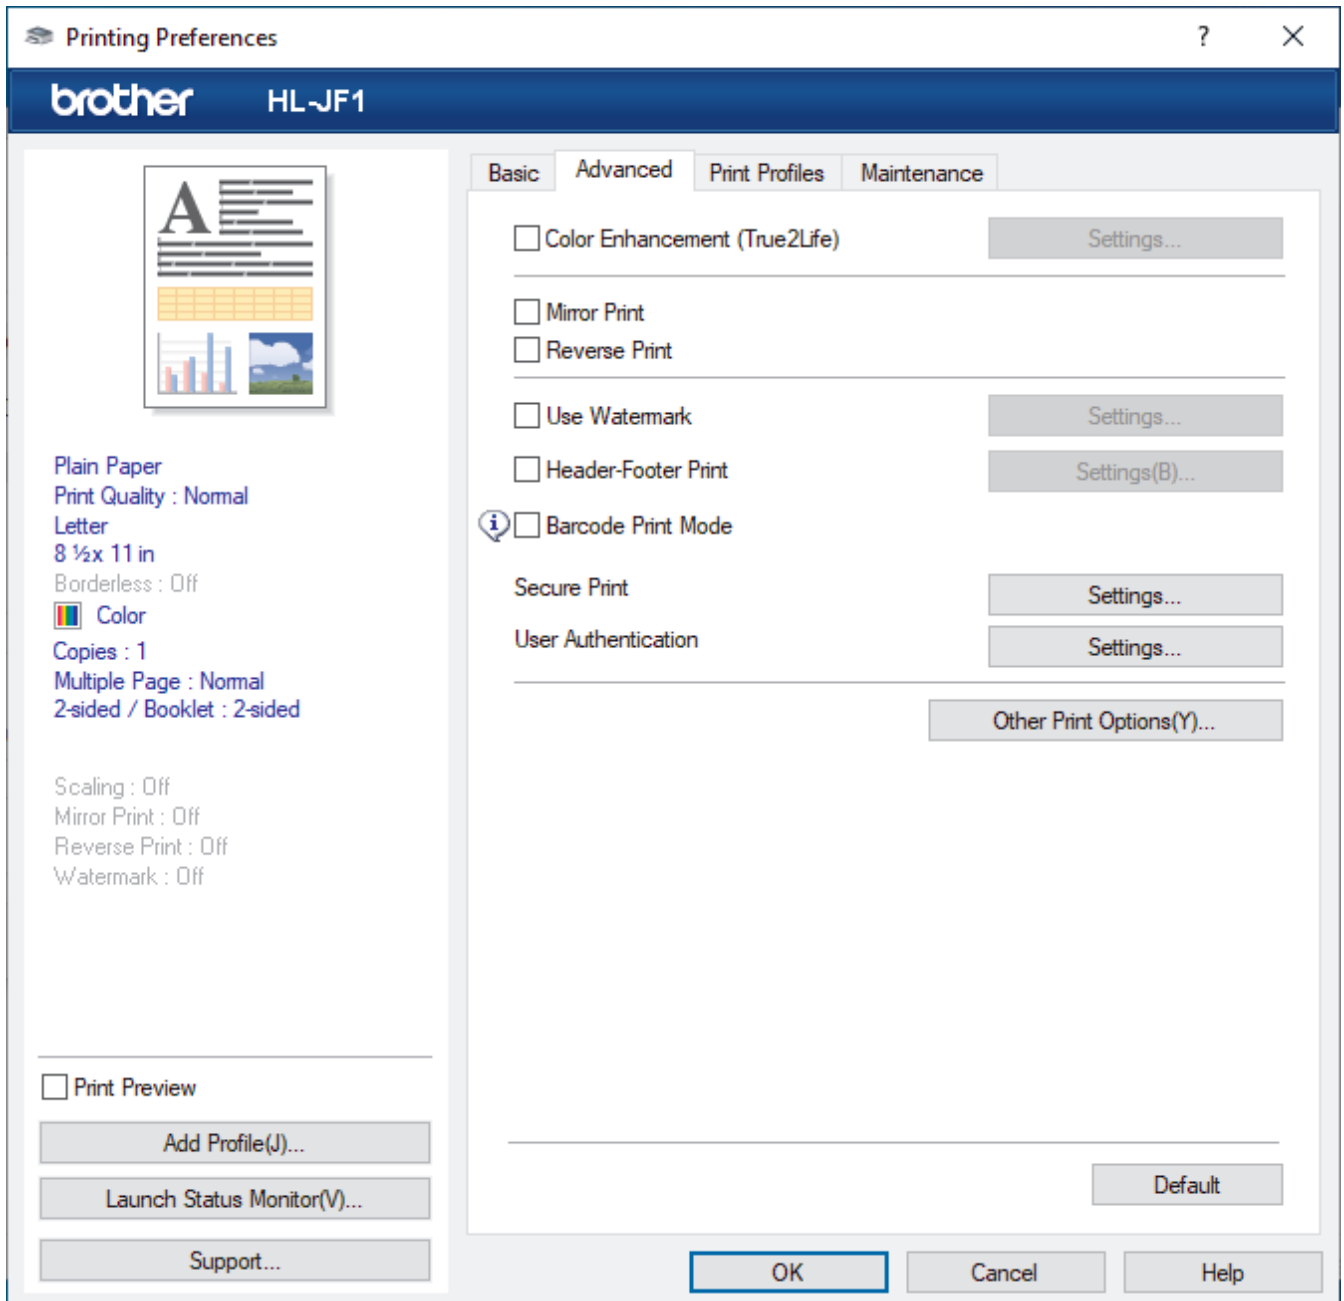 Printing Preferences
brother HL-JF1
A
Plain Paper
Print Quality : Normal
Letter
8 ½x 11 in
Borderless : Off
Color
Copies : 1
Multiple Page : Normal
2-sided / Booklet : 2-sided
Scaling : Off
Mirror Print : Off
Reverse Print : Off
Watermark : Off
Print Preview
Add Profile(J)...
Launch Status Monitor(V)...
Support...
Basic Advanced Print Profiles Maintenance
Color Enhancement (True2Life) Settings...
Mirror Print
Reverse Print
Use Watermark Settings...
Header-Footer Print Settings(B)...
Barcode Print Mode
Secure Print Settings...
User Authentication Settings...
Other Print Options(Y)...
Default
OK Cancel Help